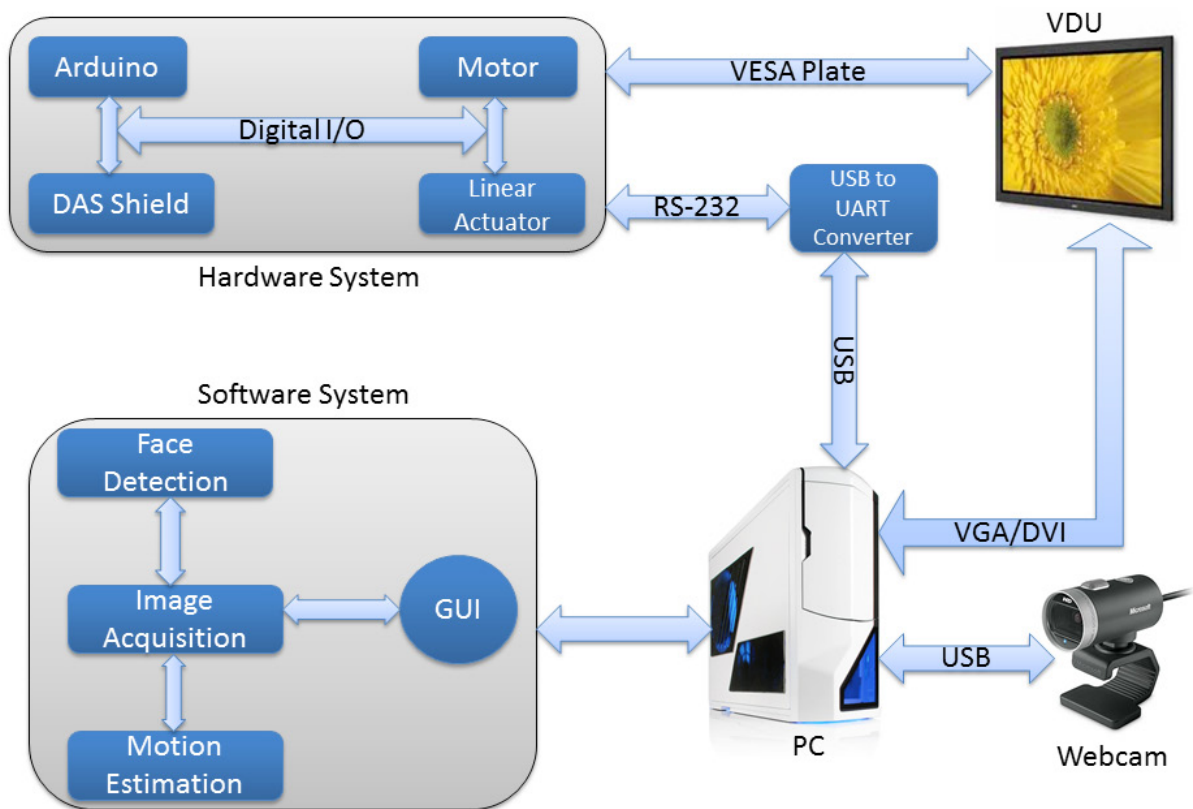 VDU
Arduino
Motor
VESA Plate
Digital I/O
DAS Shield
Linear
Actuator
RS-232
USB to
UART
Converter
Hardware System
USB
Software System
Face
Detection
Image
Acquisition
GUI
VGA/DVI
Microsoft
USB
Motion
Estimation
PC
Webcam